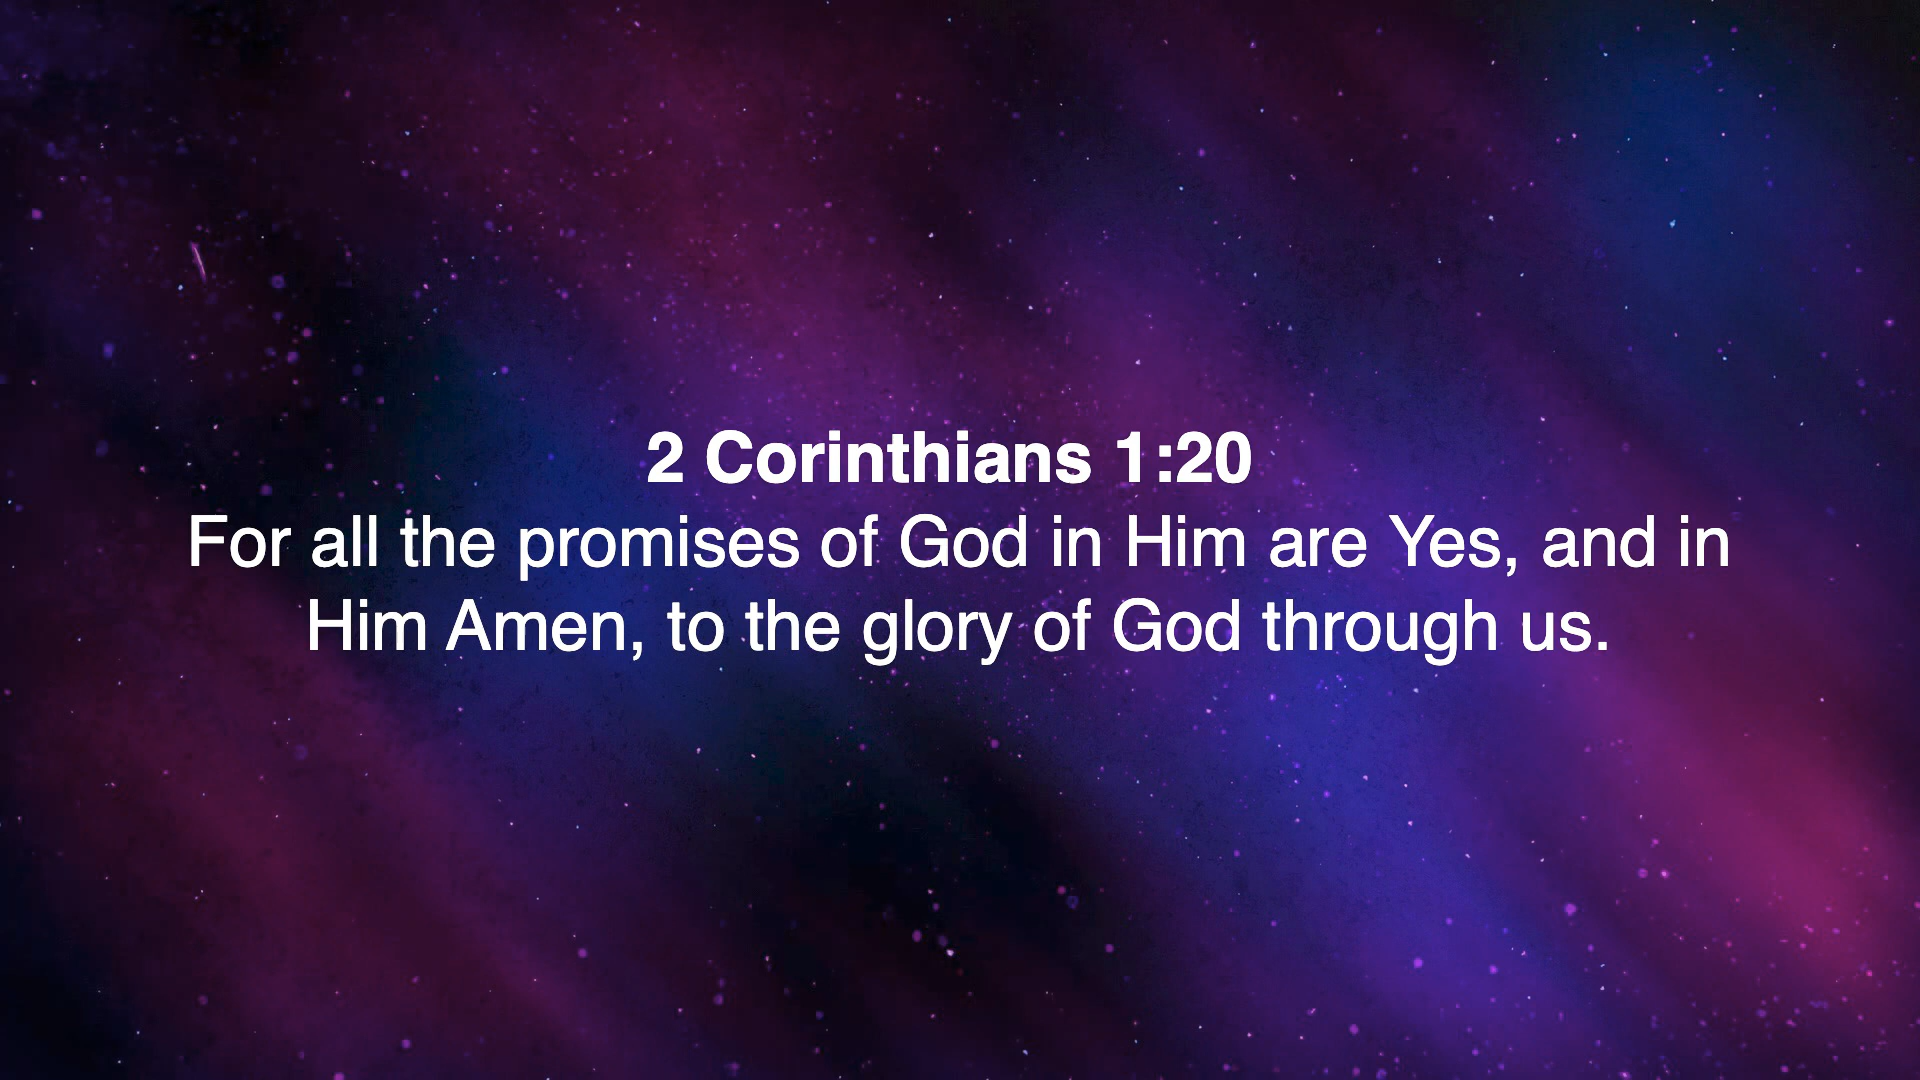 2 Corinthians 1:20
For all the promises of God in Him are Yes, and in
Him Amen, to the glory of God through us.